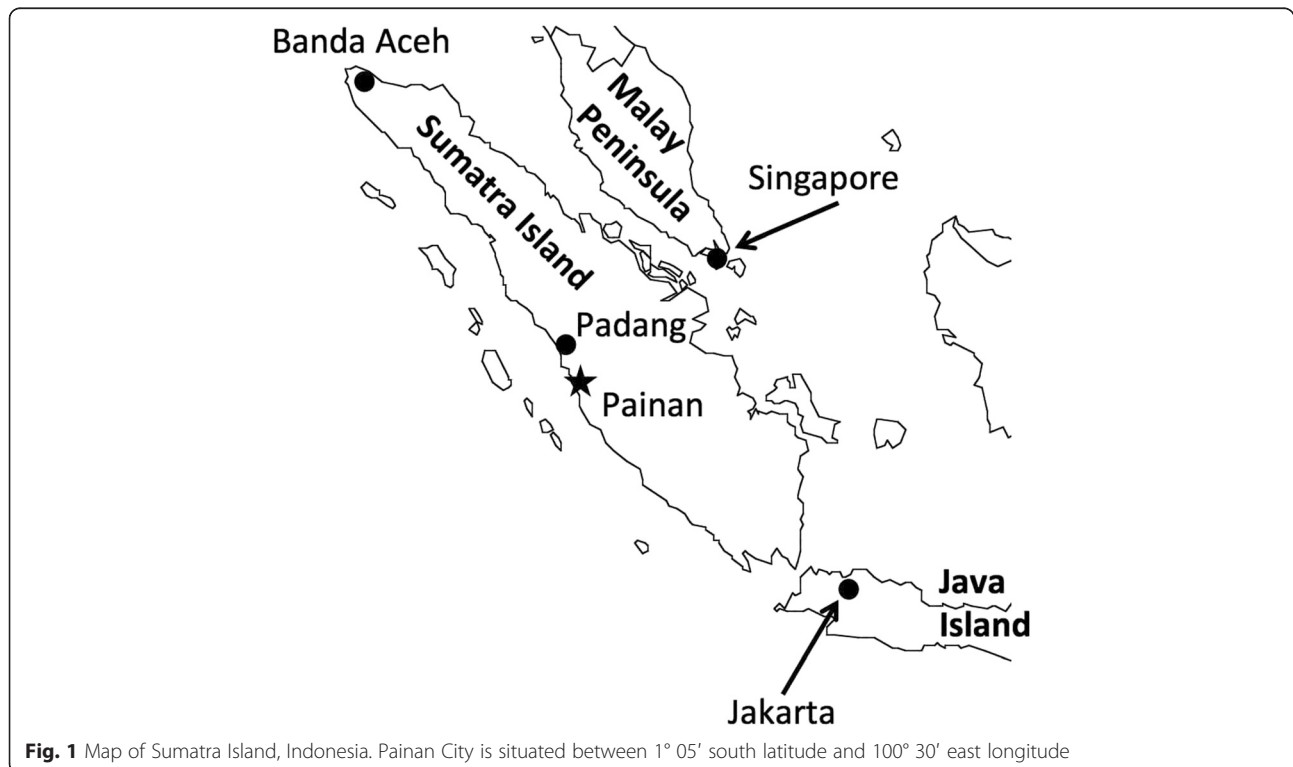 Banda Aceh
Malay
Peninsula
Sumatra Island
Singapore
Padang
Painan
Java
Island
Jakarta
Fig. 1 Map of Sumatra Island, Indonesia. Painan City is situated between 1° 05′ south latitude and 100° 30′ east longitude